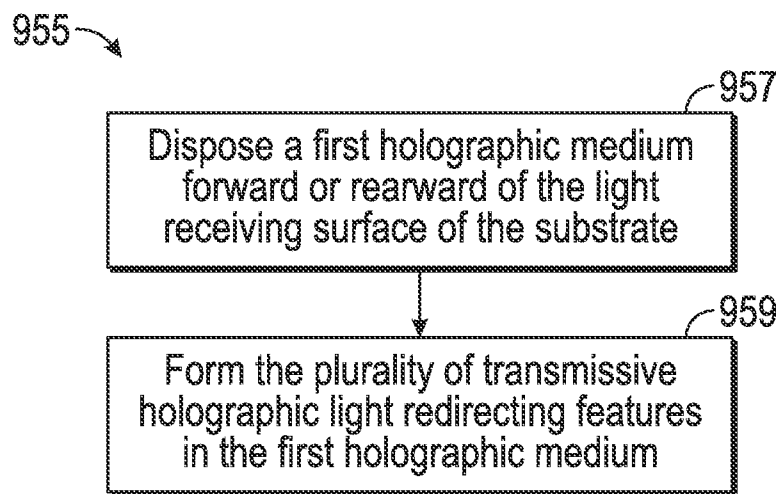 955
957
Dispose a first holographic medium
forward or rearward of the light
receiving surface of the substrate
959
Form the plurality of transmissive
holographic light redirecting features
in the first holographic medium